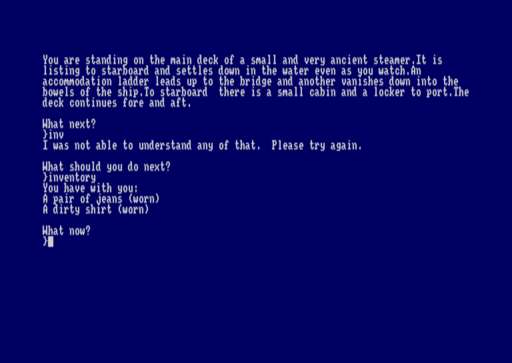 You are standing on the main deck of a small and very ancient steamer.It is
listing to starboard and settles down in the water even as you watch.An
accommodation ladder leads up to the bridge and another vanishes down into the
bowels of the ship.To starboard  there is a small cabin and a locker to port.The
deck continues fore and aft.
What next?
}inv
I was not able to understand any of that.  Please try again.
What should you do next?
}inventory
You have with you:
A pair of jeans (worn)
A dirty shirt (worn)
What now?
}